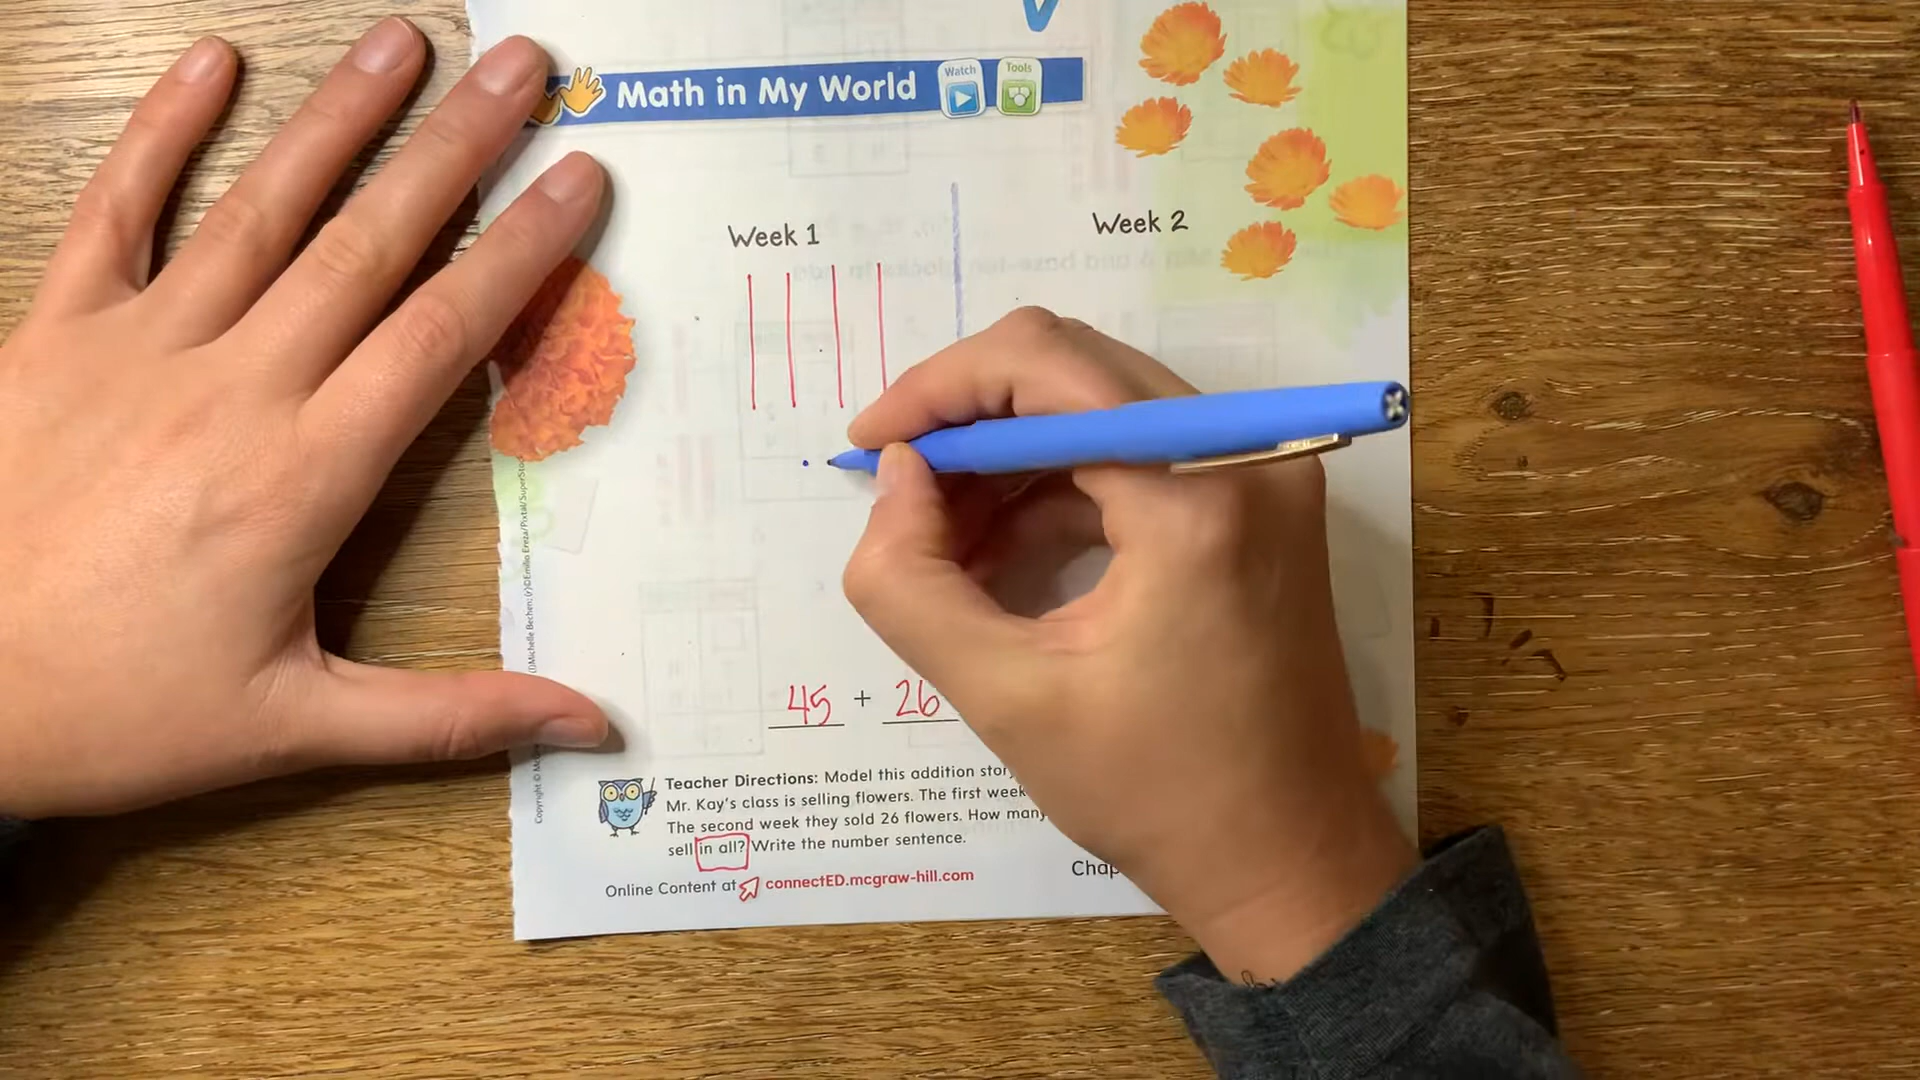 Math in My World
Watch
Tools
Week 1
Week 2
45 + 26
Teacher Directions: Model this addition
Mr. Kay's class is selling flowers. The first week
The second week they sold 26 flowers. How many
sell in all? Write the number sentence.
Online Content at connectED.mcgraw-hill.com